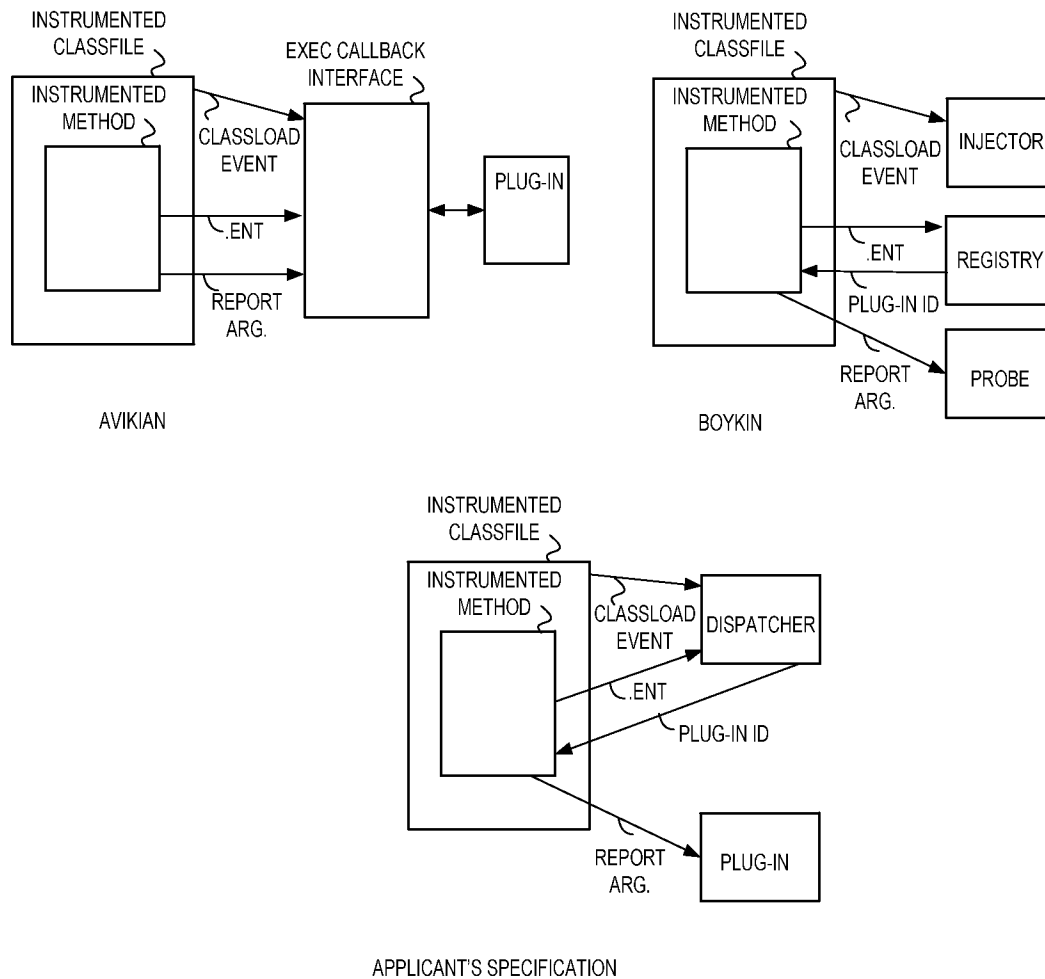 INSTRUMENTED
CLASSFILE
EXEC CALLBACK
INTERFACE
INSTRUMENTED
METHOD
CLASSLOAD
EVENT
PLUG-IN
.ENT
REPORT
ARG.
AVIKIAN
INSTRUMENTED
CLASSFILE
INSTRUMENTED
METHOD
CLASSLOAD
EVENT
INJECTOR
.ENT
REGISTRY
PLUG-IN ID
REPORT
ARG.
PROBE
BOYKIN
INSTRUMENTED
CLASSFILE
INSTRUMENTED
METHOD
CLASSLOAD
EVENT
DISPATCHER
.ENT
PLUG-IN ID
REPORT
ARG.
PLUG-IN
APPLICANT'S SPECIFICATION